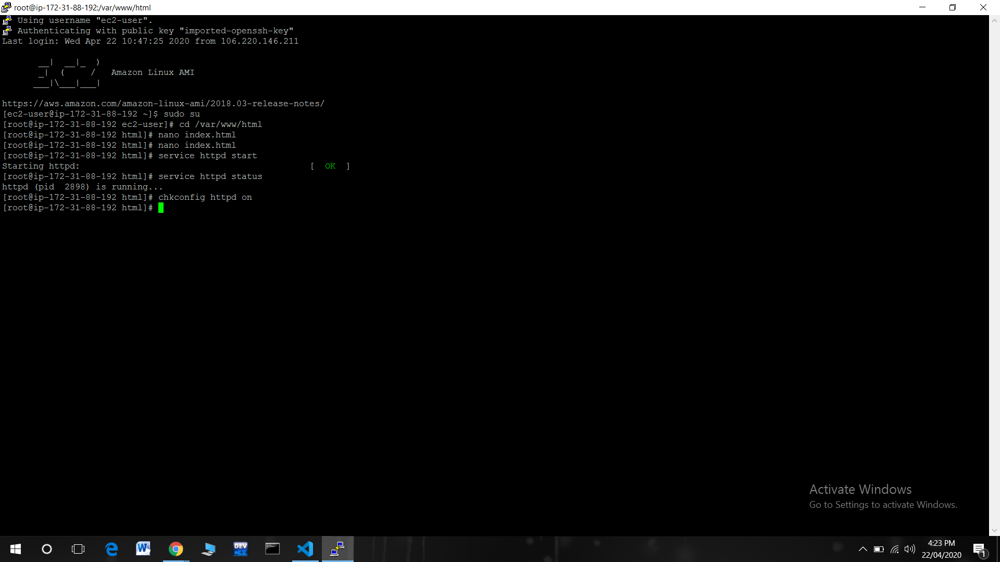 root@ip-172-31-88-192:/var/www/html
Using username "ec2-user".
Authenticating with public key "imported-openssh-key"
Last login: Wed Apr 22 10:47:25 2020 from 106.220.146.211
       __|  __|_  )
       _|  (     /   Amazon Linux AMI
      ___|\___|___|
https://aws.amazon.com/amazon-linux-ami/2018.03-release-notes/
[ec2-user@ip-172-31-88-192 ~]$ sudo su
[root@ip-172-31-88-192 ec2-user]# cd /var/www/html
[root@ip-172-31-88-192 html]# nano index.html
[root@ip-172-31-88-192 html]# nano index.html
[root@ip-172-31-88-192 html]# service httpd start
Starting httpd:                                            [  OK  ]
[root@ip-172-31-88-192 html]# service httpd status
httpd (pid  2898) is running...
[root@ip-172-31-88-192 html]# chkconfig httpd on
[root@ip-172-31-88-192 html]#
Activate Windows
Go to Settings to activate Windows.
DEV
C++
4:23 PM
22/04/2020
1